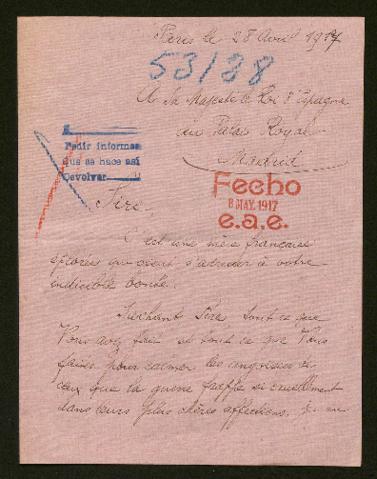 Paris le 28 Avril 1917
53/38
A Sa Majesté le Roi d'Espagne
au Palais Royal
Madrid
A
Pedir informes
que se hace así
Devolver
Sire
Fecho
8 MAY. 1917
e.a.e.
C'est une mère française
éplorée qui vient s'adresser à votre
indicible bonté.
Sachant Sire tout ce que
Vous avez fait et tout ce que Vous
faites pour calmer les angoisses de
ceux que la guerre frappe si cruellement
dans leurs plus chères affections, je